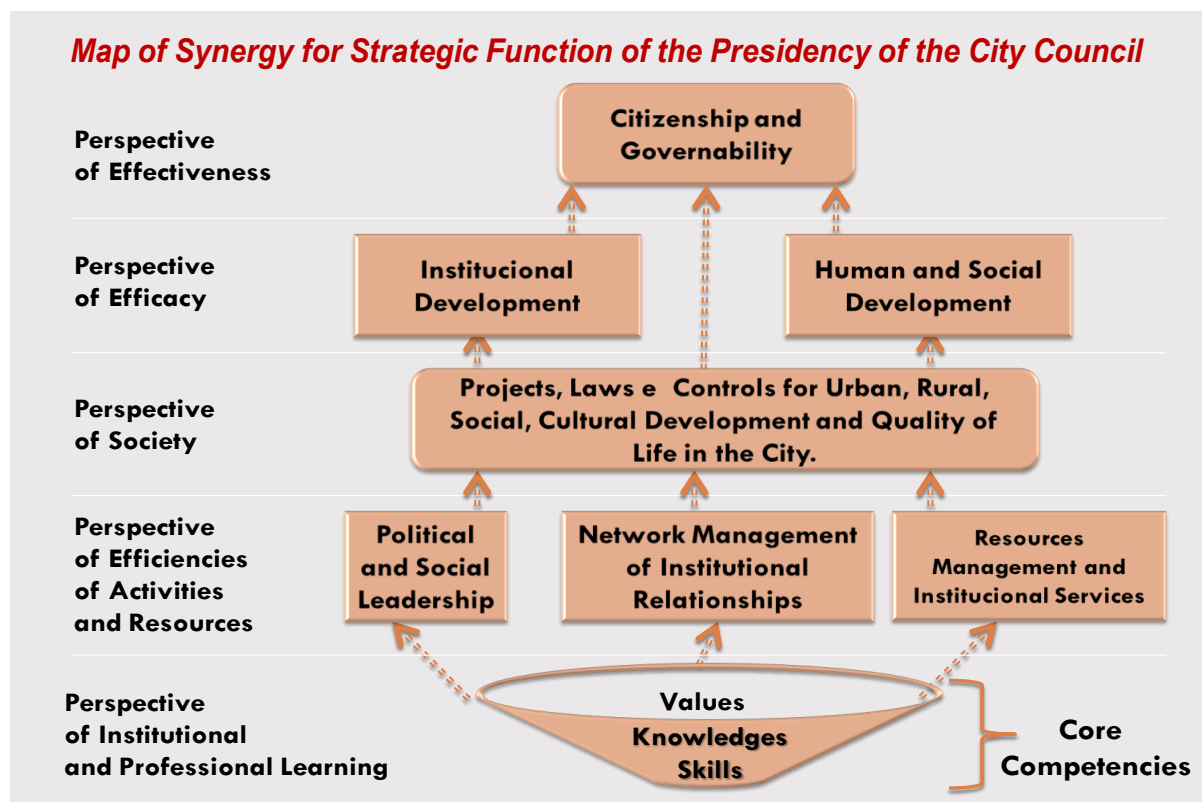 Map of Synergy for Strategic Function of the Presidency of the City Council
Perspective
of Effectiveness
Citizenship and
Governability
Perspective
of Efficacy
Institucional
Development
Human and Social
Development
Perspective
of Society
Projects, Laws e Controls for Urban, Rural,
Social, Cultural Development and Quality of
Life in the City.
Perspective
of Efficiencies
of Activities
and Resources
Political
and Social
Leadership
Network Management
of Institutional
Relationships
Resources
Management and
Institucional Services
Perspective
of Institutional
and Professional Learning
Values
Knowledges
Skills
Core
Competencies